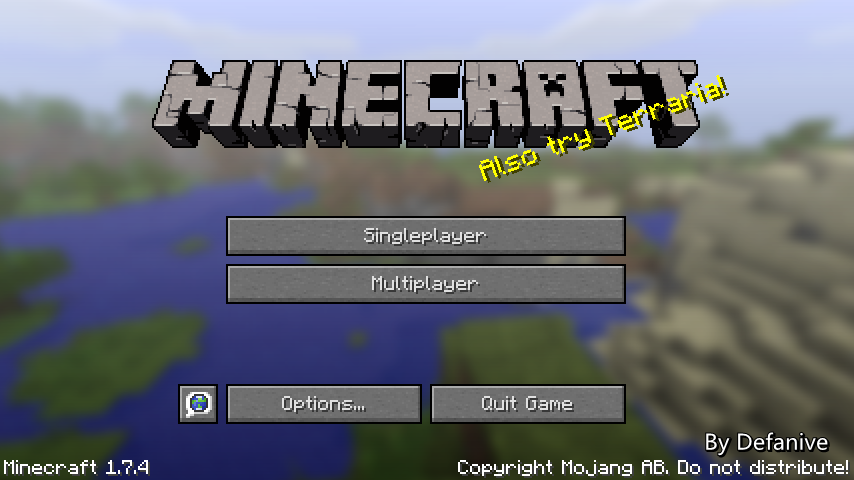 MINECRAFT
Also try Terraria!
Singleplayer
Multiplayer
Options...
Quit Game
By Defanive
Minecraft 1.7.4
Copyright Mojang AB. Do not distribute!